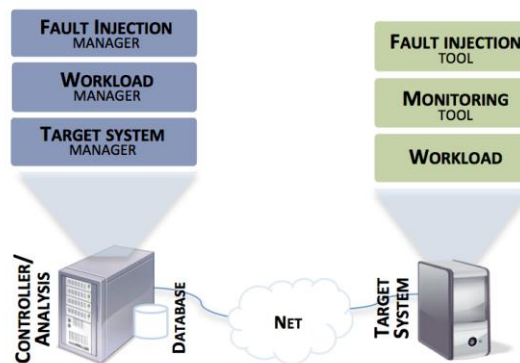 FAULT INJECTION
MANAGER
WORKLOAD
MANAGER
TARGET SYSTEM
MANAGER
FAULT INJECTION
TOOL
MONITORING
TOOL
WORKLOAD
CONTROLLER/
ANALYSIS
DATABASE
NET
TARGET
SYSTEM